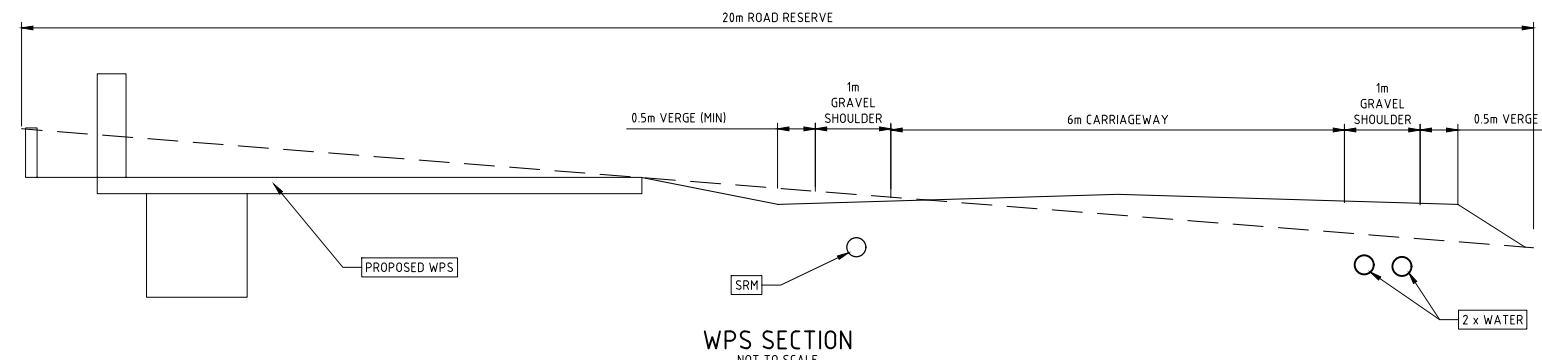 20m ROAD RESERVE
0.5m VERGE (MIN)
1m
GRAVEL
SHOULDER
6m CARRIAGEWAY
1m
GRAVEL
SHOULDER
0.5m VERGE
PROPOSED WPS
SRM
2 x WATER
WPS SECTION
NOT TO SCALE